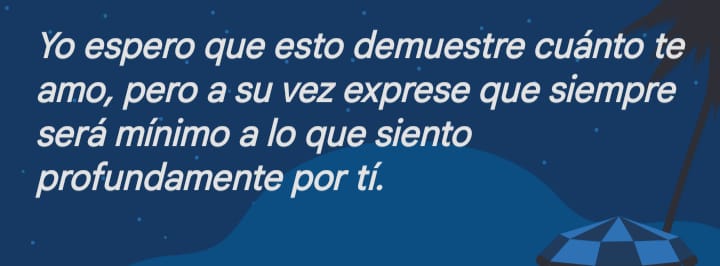 Yo espero que esto demuestre cuánto te
amo, pero a su vez exprese que siempre
será mínimo a lo que siento
profundamente por tí.